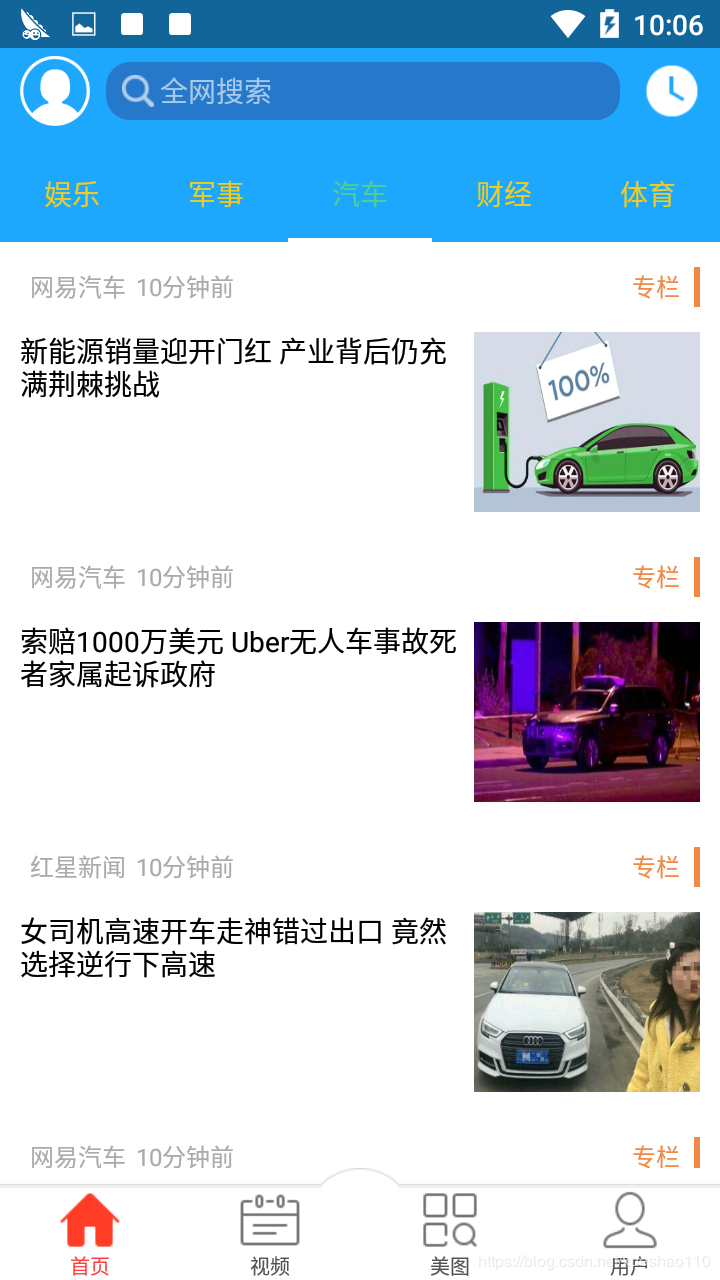 10:06
全网搜索
娱乐 军事 汽车 财经 体育
网易汽车 10分钟前 专栏
新能源销量迎开门红 产业背后仍充
满荆棘挑战
100%
网易汽车 10分钟前 专栏
索赔1000万美元 Uber无人车事故死
者家属起诉政府
红星新闻 10分钟前 专栏
女司机高速开车走神错过出口 竟然
选择逆行下高速
网易汽车 10分钟前 专栏
首页 视频 美图 用户